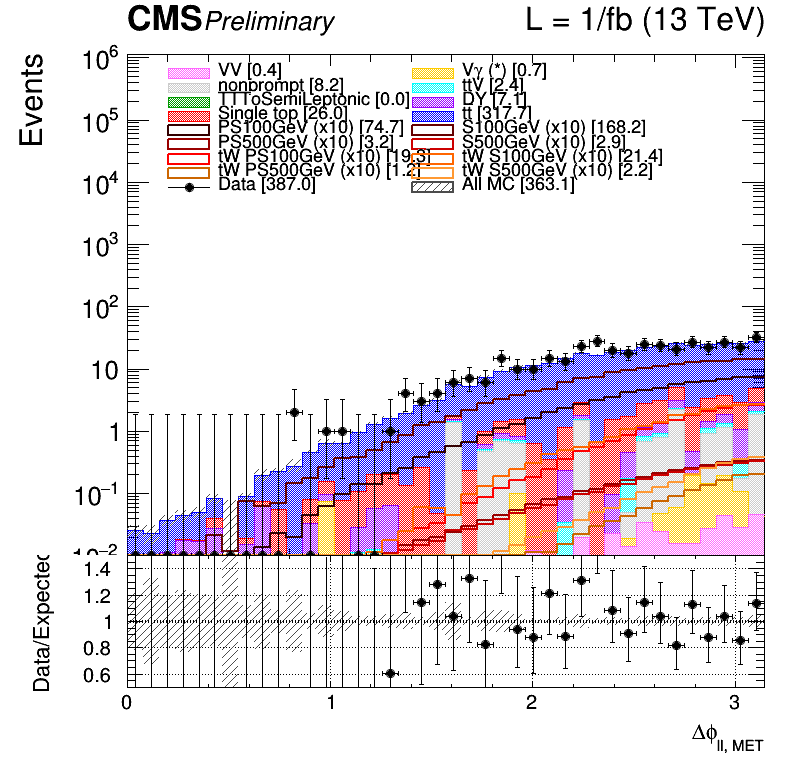 CMS Preliminary L = 1/fb (13 TeV)
Events
VV [0.4] Vγ (*) [0.7]
nonprompt [8.2] ttV [2.4]
TTToSemiLeptonic [0.0] DY [7.1]
Single top [26.0] tt [317.7]
PS100GeV (x10) [74.7] S100GeV (x10) [168.2]
PS500GeV (x10) [3.2] S500GeV (x10) [2.9]
tW PS100GeV (x10) [19.3] tW S100GeV (x10) [21.4]
tW PS500GeV (x10) [1.2] tW S500GeV (x10) [2.2]
Data [387.0] All MC [363.1]
10⁶
10⁵
10⁴
10³
10²
10
1
10⁻¹
10⁻²
Data/Expected
1.4
1.2
1
0.8
0.6
0 1 2 3
Δϕ ll, MET